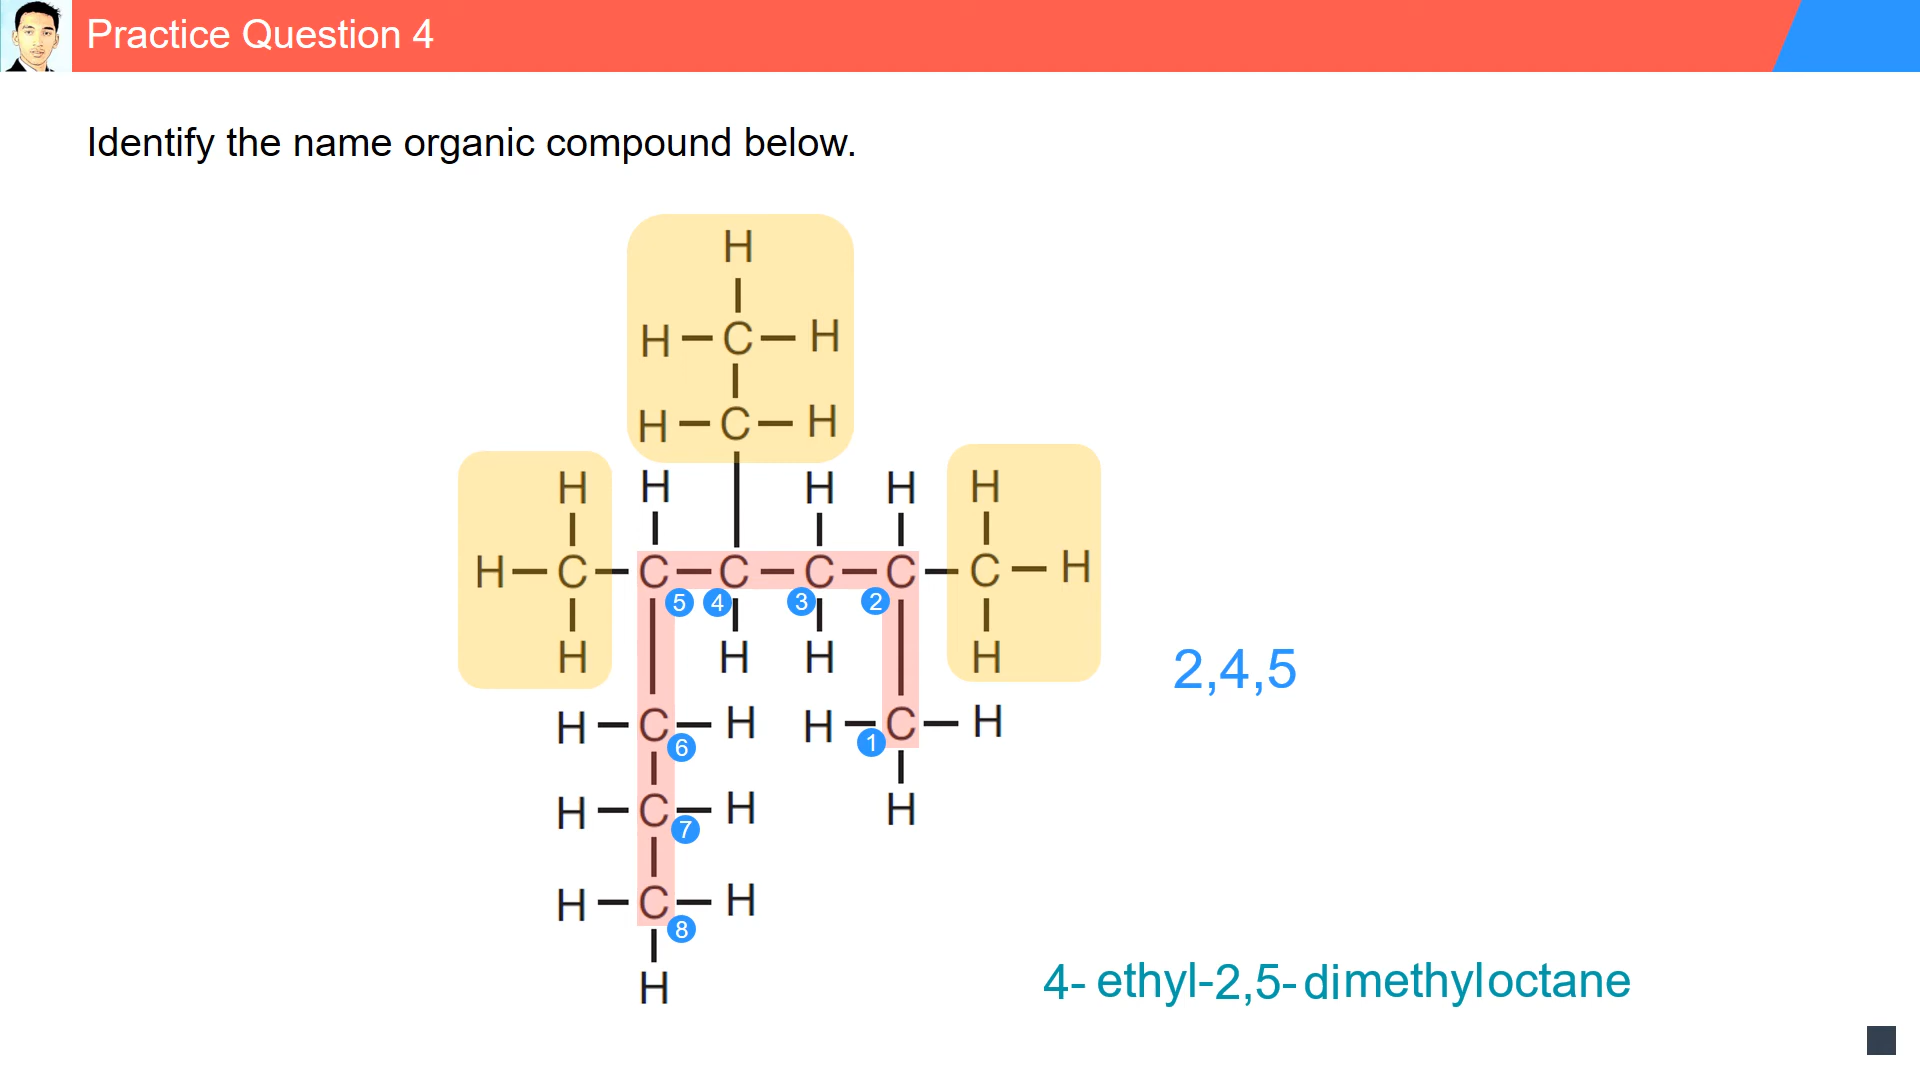 Practice Question 4
Identify the name organic compound below.
H
H C H
H C H
H H H H H
H C C C C C C H
5 4 3 2
H H H H
2,4,5
H C H H C H
6 1
H C H H
7
H C H
8
4- ethyl-2,5- dimethyloctane
H